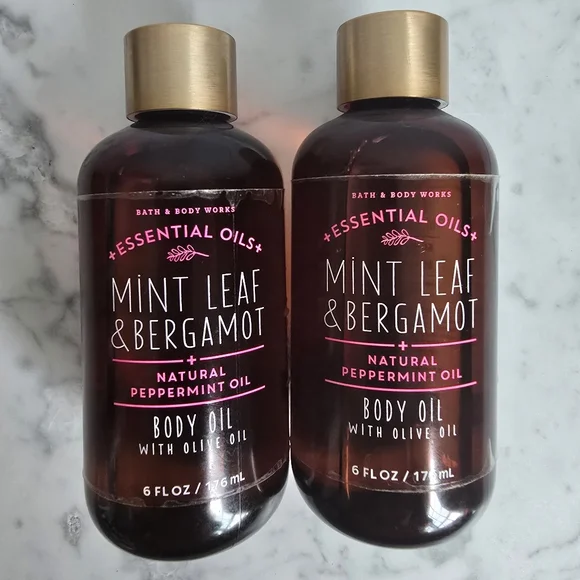 BATH & BODY WORKS
+ESSENTIAL OILS+
MiNT LEAF
& BERGAMOT
+
NATURAL
PEPPERMINT OIL
BODY OIL
WITH OLIVE OIL
6 FL OZ / 176 mL
BATH & BODY WORKS
+ESSENTIAL OILS+
MiNT LEAF
& BERGAMOT
+
NATURAL
PEPPERMINT OIL
BODY OIL
WITH OLIVE OIL
6 FL OZ / 176 mL